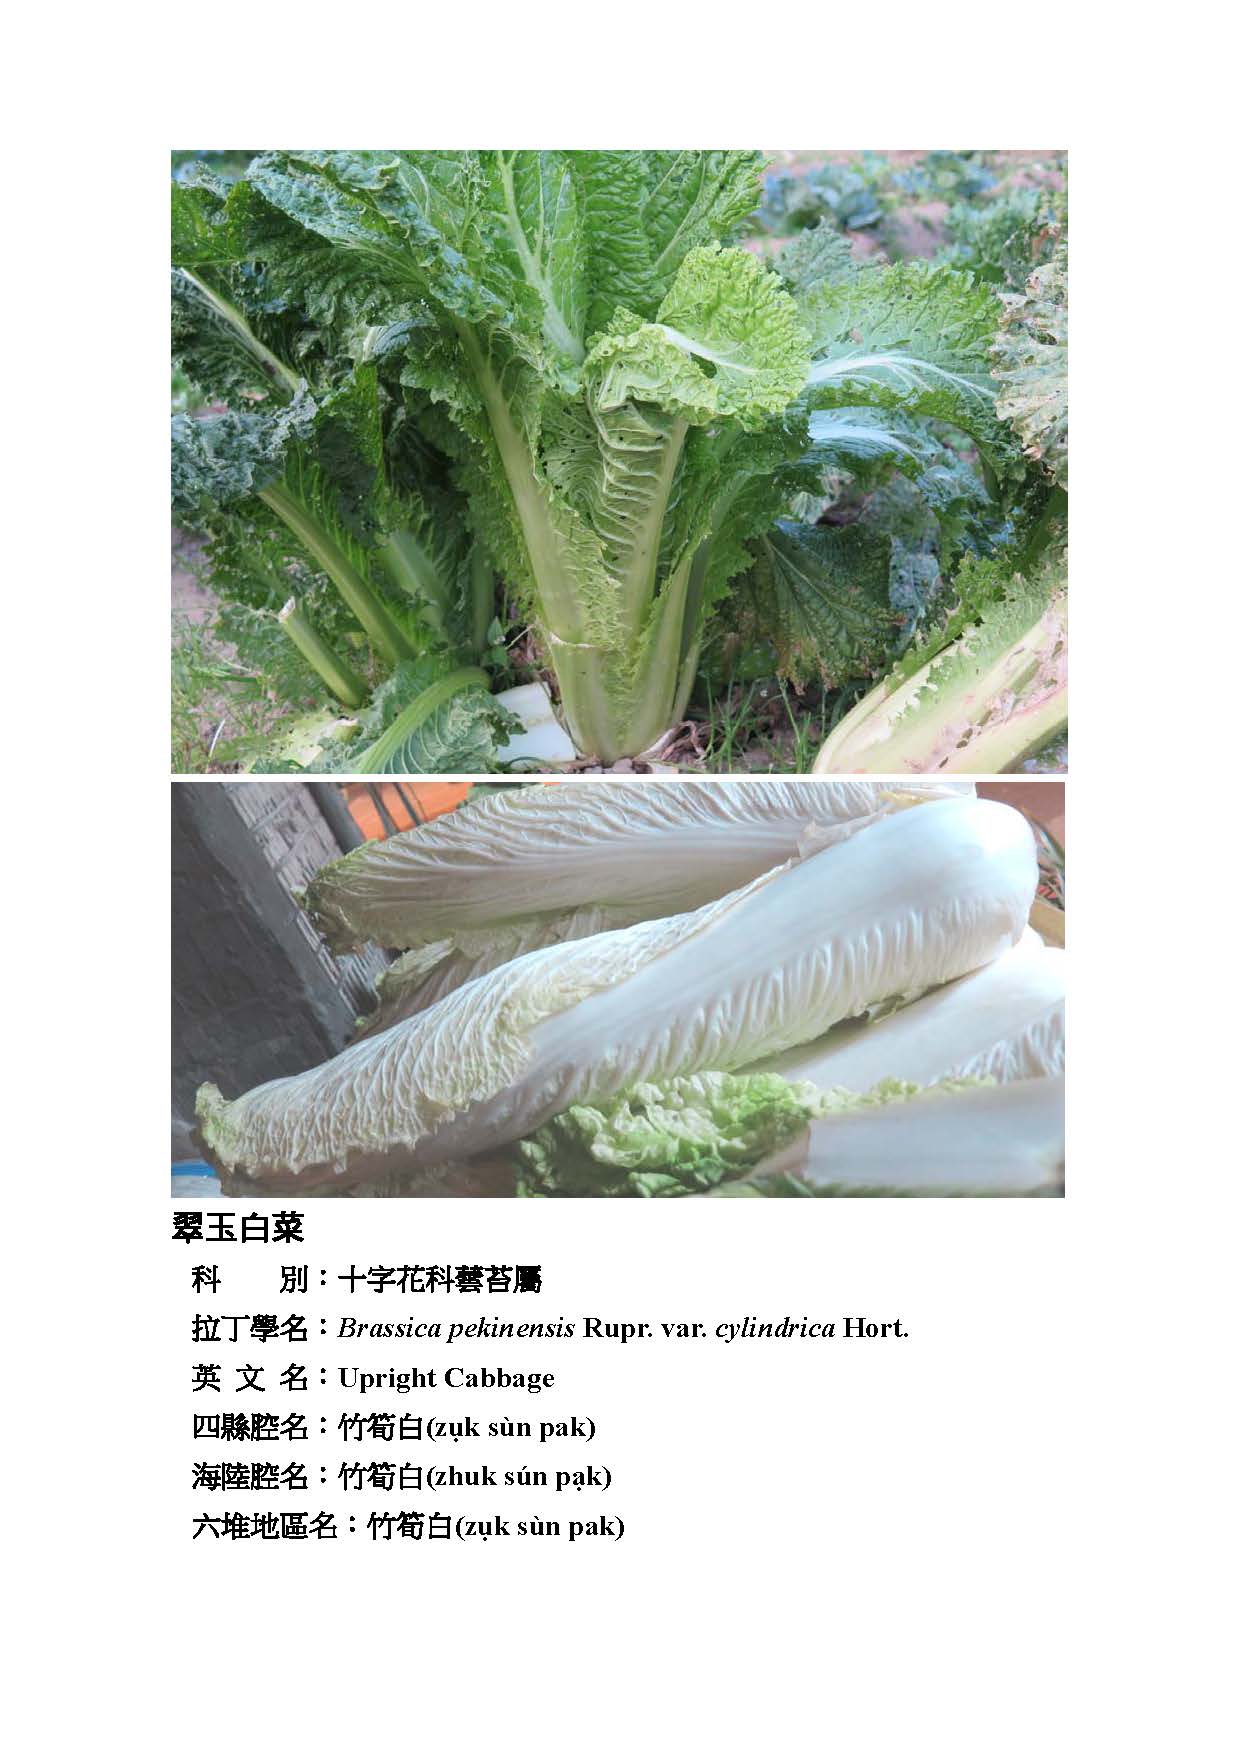 翠玉白菜
科　　別：十字花科蕓苔屬
拉丁學名：Brassica pekinensis Rupr. var. cylindrica Hort.
英 文 名：Upright Cabbage
四縣腔名：竹筍白(zụk sùn pak)
海陸腔名：竹筍白(zhuk sún pạk)
六堆地區名：竹筍白(zụk sùn pak)